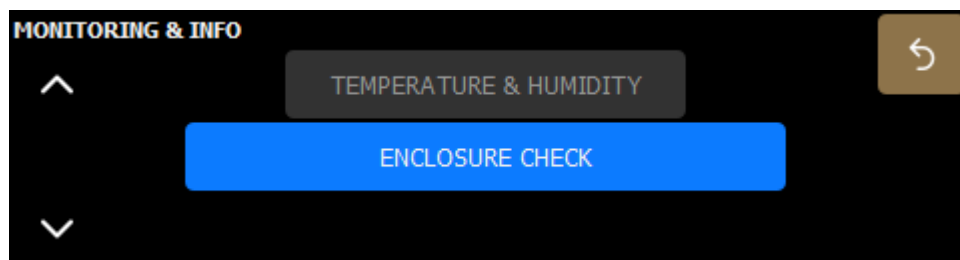 MONITORING & INFO
TEMPERATURE & HUMIDITY
ENCLOSURE CHECK